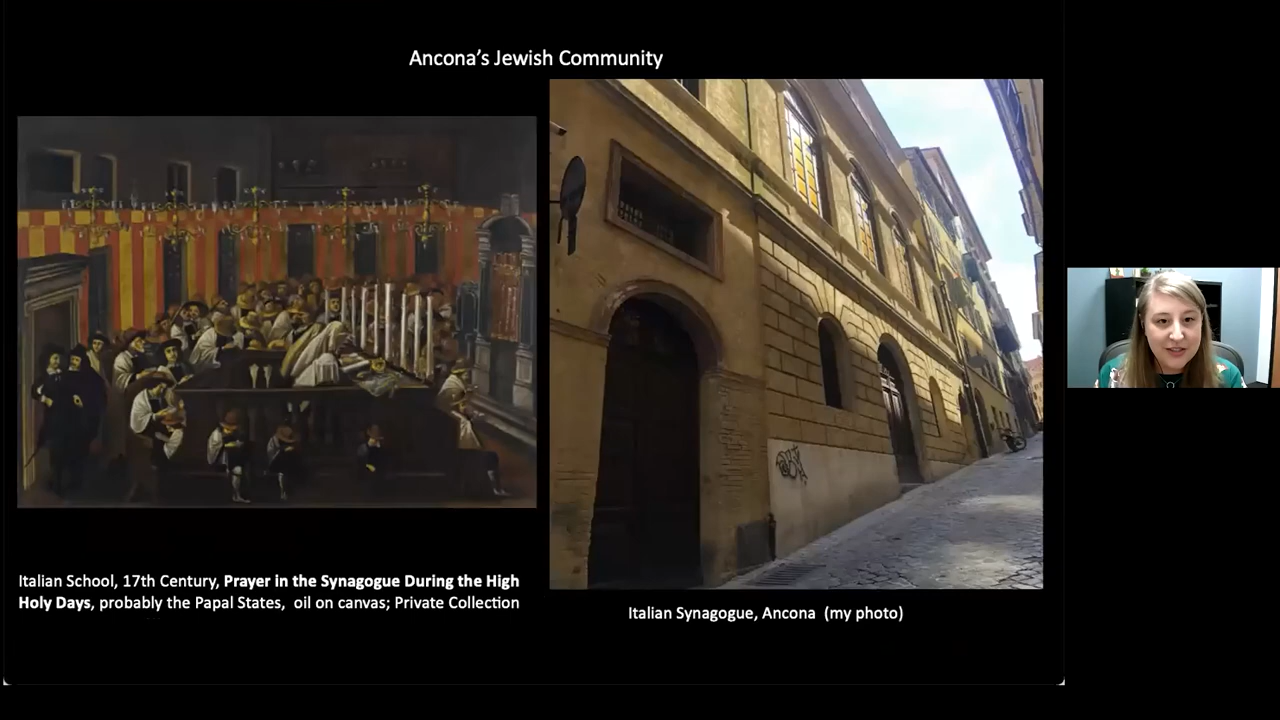 Ancona's Jewish Community
Italian School, 17th Century, Prayer in the Synagogue During the High
Holy Days, probably the Papal States, oil on canvas; Private Collection
Italian Synagogue, Ancona (my photo)